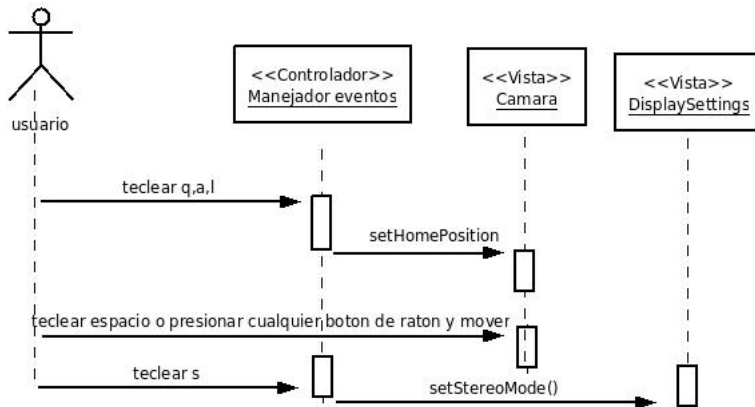 <<Controlador>>
Manejador eventos
<<Vista>>
Camara
<<Vista>>
DisplaySettings
usuario
teclear q,a,l
setHomePosition
teclear espacio o presionar cualquier boton de raton y mover
teclear s
setStereoMode()